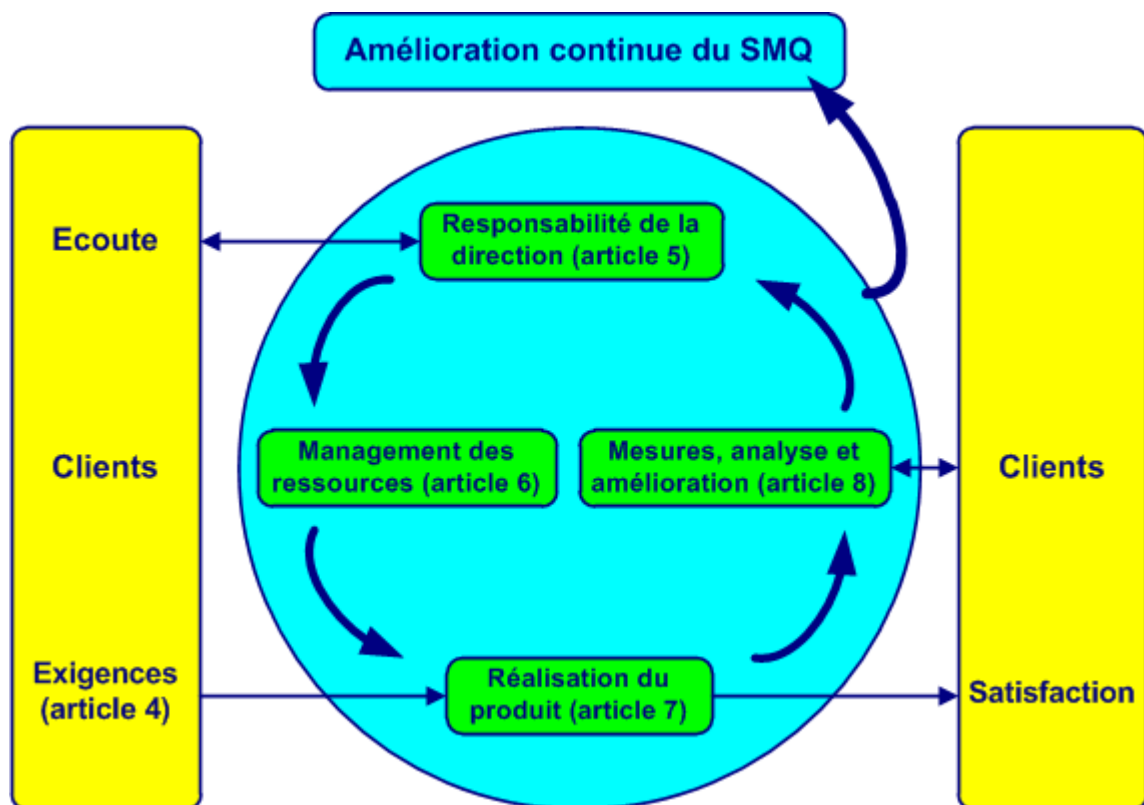 Amélioration continue du SMQ
Ecoute
Responsabilité de la
direction (article 5)
Clients
Management des
ressources (article 6)
Mesures, analyse et
amélioration (article 8)
Clients
Exigences
(article 4)
Réalisation du
produit (article 7)
Satisfaction